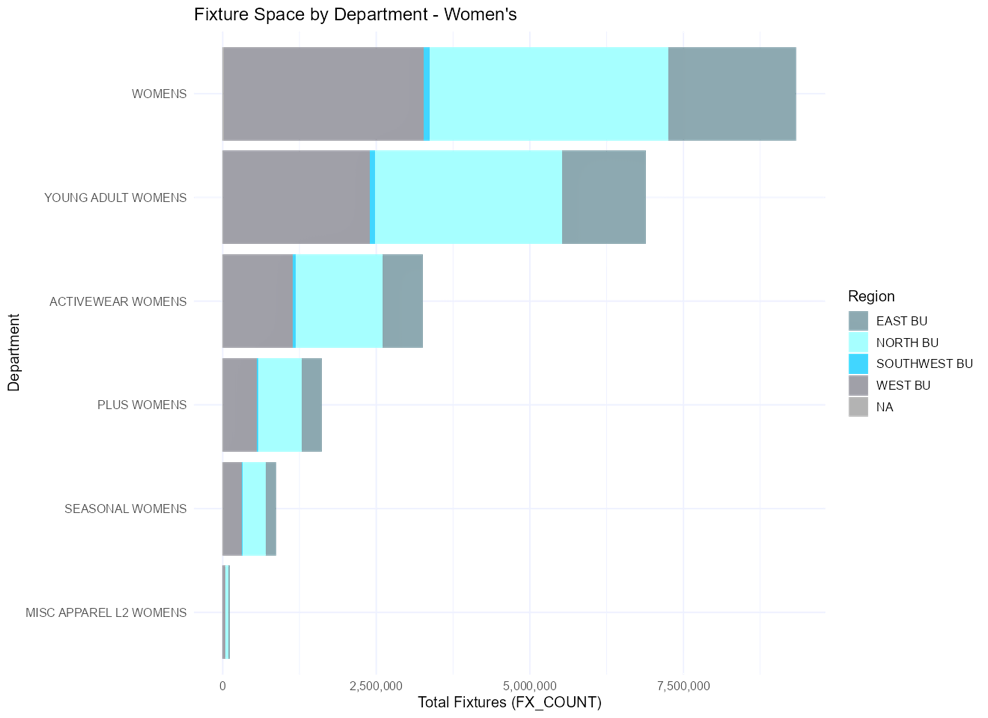 Fixture Space by Department - Women's
WOMENS
YOUNG ADULT WOMENS
ACTIVEWEAR WOMENS
PLUS WOMENS
SEASONAL WOMENS
MISC APPAREL L2 WOMENS
Department
0
2,500,000
5,000,000
7,500,000
Total Fixtures (FX_COUNT)
Region
EAST BU
NORTH BU
SOUTHWEST BU
WEST BU
NA